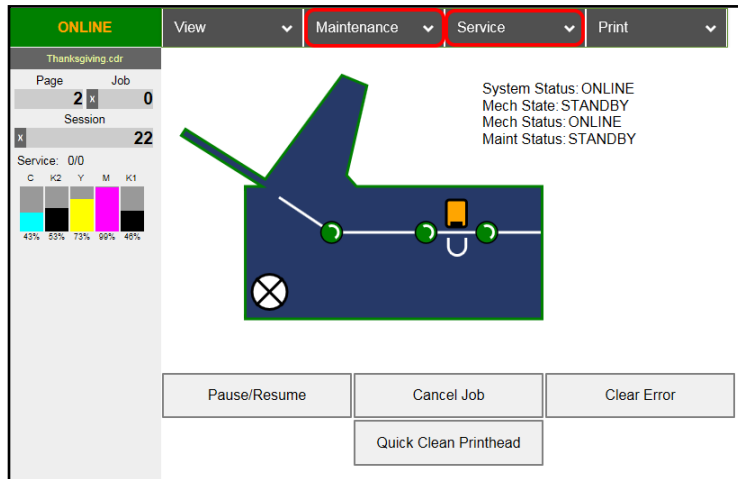 ONLINE
View
Maintenance
Service
Print
Thanksgiving.cdr
Page Job
2 x 0
Session
x 22
Service: 0/0
C K2 Y M K1
43% 53% 73% 99% 46%
System Status: ONLINE
Mech State: STANDBY
Mech Status: ONLINE
Maint Status: STANDBY
Pause/Resume
Cancel Job
Clear Error
Quick Clean Printhead